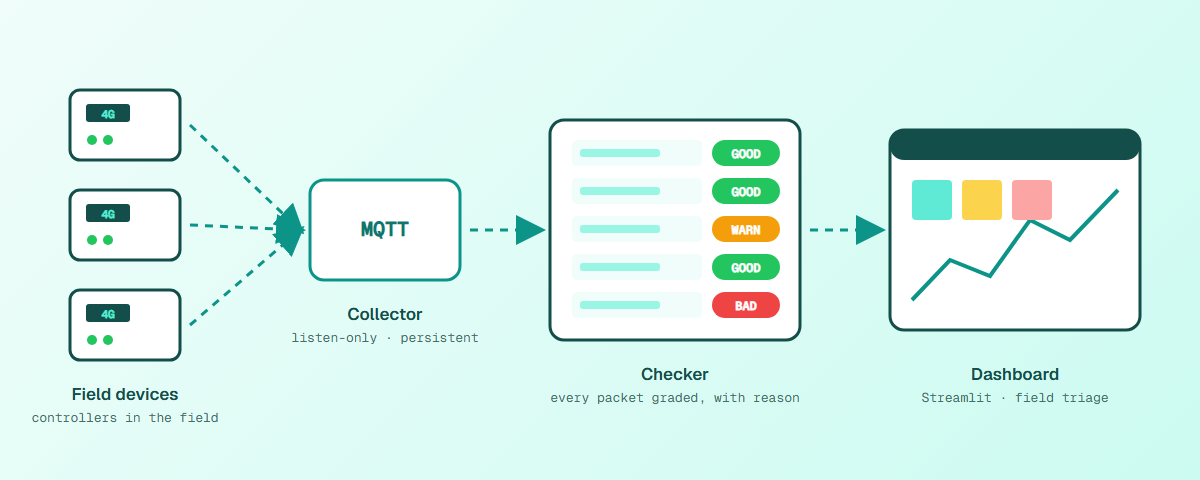 4G
4G
4G
Field devices
controllers in the field
MQTT
Collector
listen-only · persistent
GOOD
GOOD
WARN
GOOD
BAD
Checker
every packet graded, with reason
Dashboard
Streamlit · field triage